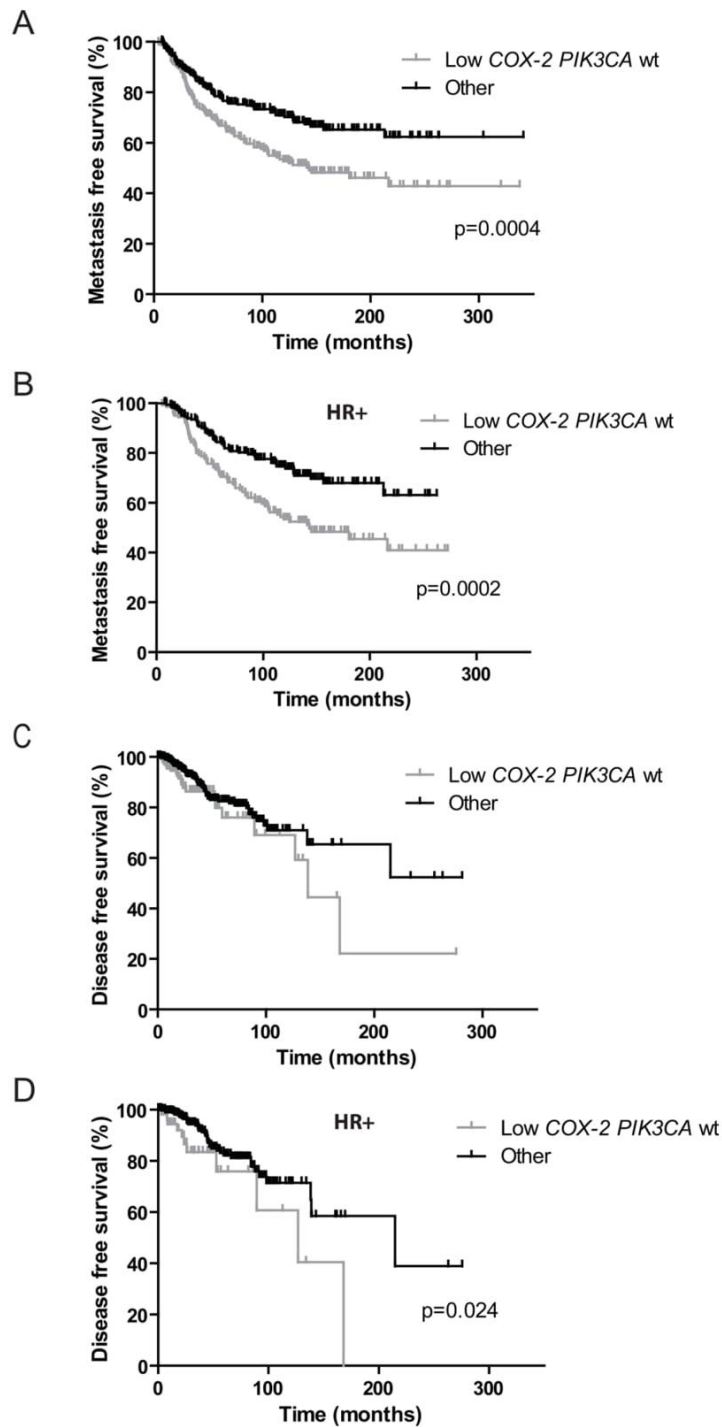 A
Metastasis free survival (%)
100
80
60
40
20
0
0 100 200 300
Time (months)
Low COX-2 PIK3CA wt
Other
p=0.0004
B
HR+
Metastasis free survival (%)
100
80
60
40
20
0
0 100 200 300
Time (months)
Low COX-2 PIK3CA wt
Other
p=0.0002
C
Disease free survival (%)
100
80
60
40
20
0
0 100 200 300
Time (months)
Low COX-2 PIK3CA wt
Other
D
HR+
Disease free survival (%)
100
80
60
40
20
0
0 100 200 300
Time (months)
Low COX-2 PIK3CA wt
Other
p=0.024